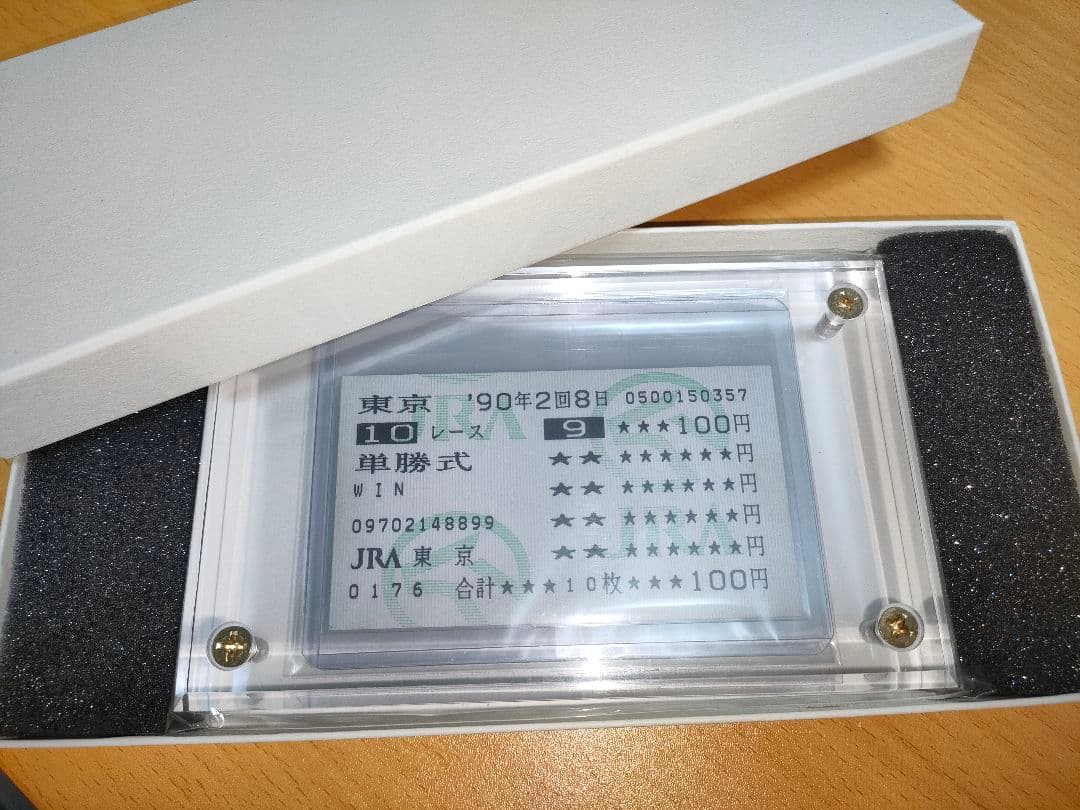 東京 '90年2回8日 0500150357
10 レース 9 ★★★100円
単勝式 ★★ ★★★★★★円
WIN ★★ ★★★★★★円
09702148899 ★★ ★★★★★★円
JRA 東京 ★★ ★★★★★★円
0176 合計★★★10枚★★★100円